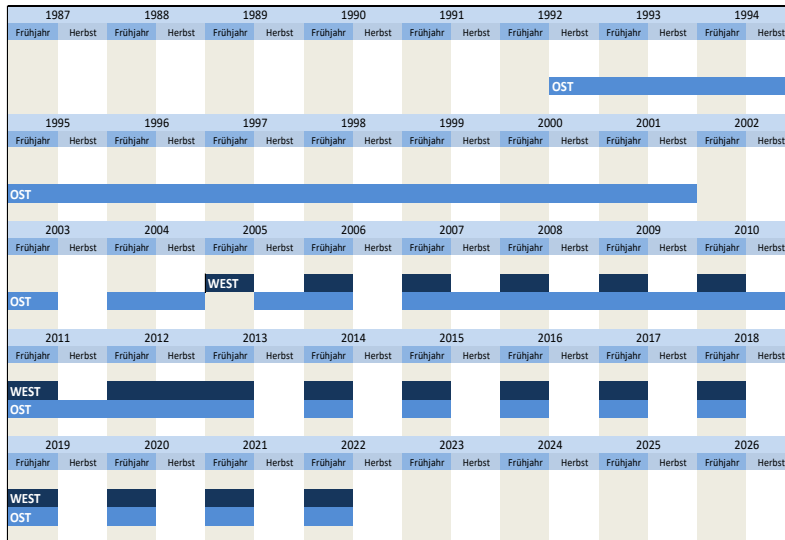 1987 1988 1989 1990 1991 1992 1993 1994
Frühjahr Herbst Frühjahr Herbst Frühjahr Herbst Frühjahr Herbst Frühjahr Herbst Frühjahr Herbst Frühjahr Herbst Frühjahr Herbst
OST
1995 1996 1997 1998 1999 2000 2001 2002
Frühjahr Herbst Frühjahr Herbst Frühjahr Herbst Frühjahr Herbst Frühjahr Herbst Frühjahr Herbst Frühjahr Herbst Frühjahr Herbst
OST
2003 2004 2005 2006 2007 2008 2009 2010
Frühjahr Herbst Frühjahr Herbst Frühjahr Herbst Frühjahr Herbst Frühjahr Herbst Frühjahr Herbst Frühjahr Herbst Frühjahr Herbst
WEST
OST
2011 2012 2013 2014 2015 2016 2017 2018
Frühjahr Herbst Frühjahr Herbst Frühjahr Herbst Frühjahr Herbst Frühjahr Herbst Frühjahr Herbst Frühjahr Herbst Frühjahr Herbst
WEST
OST
2019 2020 2021 2022 2023 2024 2025 2026
Frühjahr Herbst Frühjahr Herbst Frühjahr Herbst Frühjahr Herbst Frühjahr Herbst Frühjahr Herbst Frühjahr Herbst Frühjahr Herbst
WEST
OST